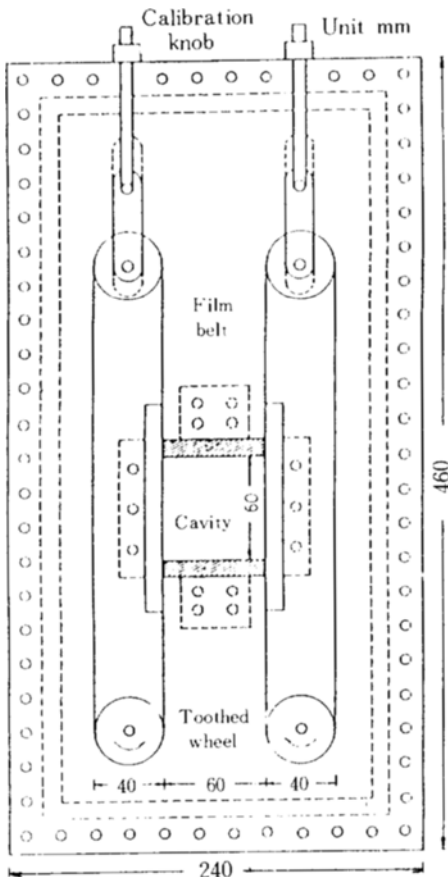 Calibration
knob
Unit mm
Film
belt
460
60
Cavity
Toothed
wheel
40
60
40
240